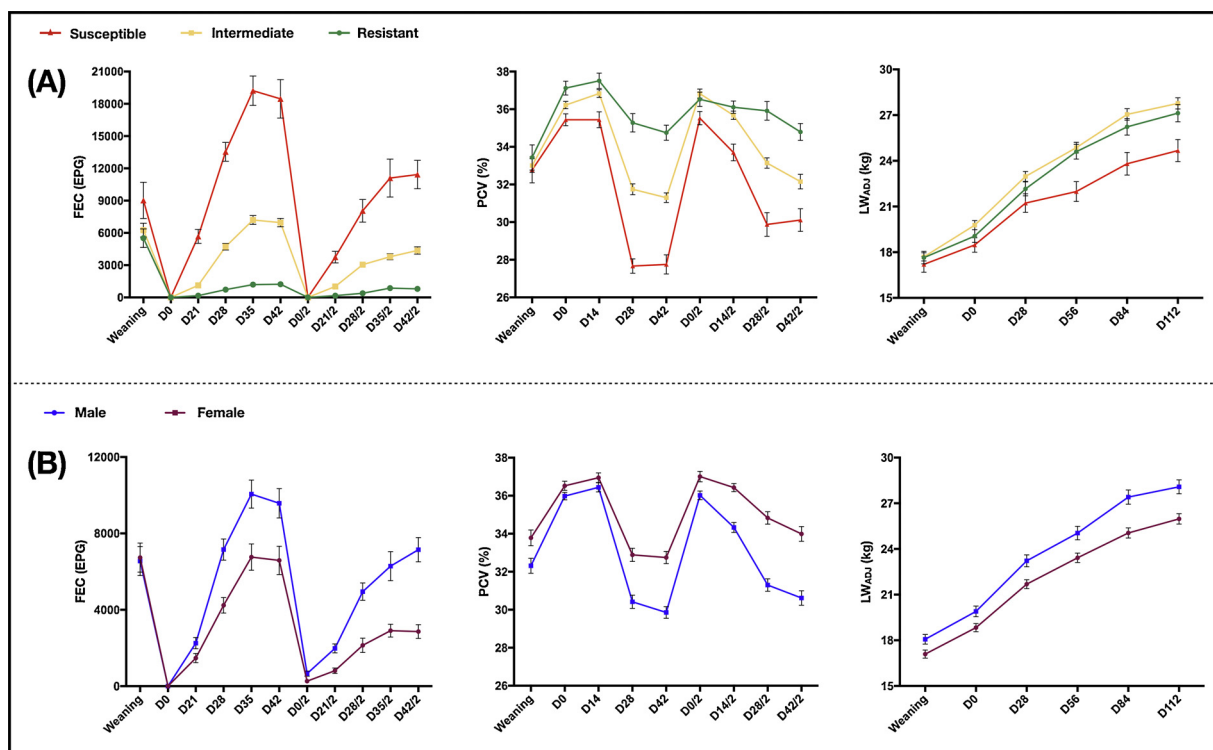 Susceptible Intermediate Resistant
(A)
FEC (EPG)
21000
18000
15000
12000
9000
6000
3000
0
Weaning D0 D21 D28 D35 D42 D0/2 D21/2 D28/2 D35/2 D42/2
PCV (%)
38
36
34
32
30
28
26
Weaning D0 D14 D28 D42 D0/2 D14/2 D28/2 D42/2
LWADJ (kg)
30
27
24
21
18
15
Weaning D0 D28 D56 D84 D112
Male Female
(B)
FEC (EPG)
12000
8000
4000
0
Weaning D0 D21 D28 D35 D42 D0/2 D21/2 D28/2 D35/2 D42/2
PCV (%)
38
36
34
32
30
28
26
Weaning D0 D14 D28 D42 D0/2 D14/2 D28/2 D42/2
LWADJ (kg)
30
27
24
21
18
15
Weaning D0 D28 D56 D84 D112